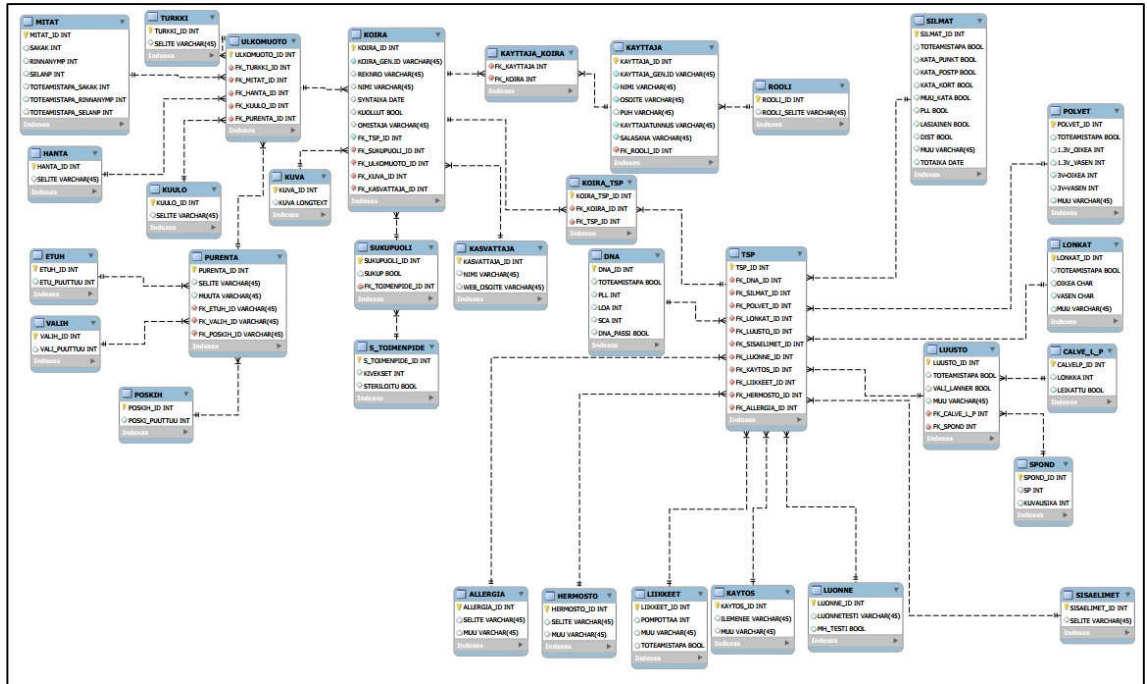 MITAT
MITAT_ID INT
SAKAK INT
RINNANYMP INT
SELANP INT
TOTEAMISTAPA_SAKAK INT
TOTEAMISTAPA_RINNANYMP INT
TOTEAMISTAPA_SELANP INT
Indexes
TURKKI
TURKKI_ID INT
SELITE VARCHAR(45)
Indexes
ULKOMUOTO
ULKOMUOTO_ID INT
FK_TURKKI_ID INT
FK_MITAT_ID INT
FK_HANTA_ID INT
FK_KUULO_ID INT
FK_PURENTA_ID INT
Indexes
KOIRA
KOIRA_ID INT
KOIRA_GEN.ID VARCHAR(45)
REKNRO VARCHAR(45)
NIMI VARCHAR(45)
SYNTAIKA DATE
KUOLLUT BOOL
OMISTAJA VARCHAR(45)
FK_TSP_ID INT
FK_SUKUPUOLI_ID INT
FK_ULKOMUOTO_ID INT
FK_KUVA_ID INT
FK_KASVATTAJA_ID INT
Indexes
KAYTTAJA_KOIRA
FK_KAYTTAJA INT
FK_KOIRA INT
Indexes
KAYTTAJA
KAYTTAJA_ID INT
KAYTTAJA_GEN.ID VARCHAR(45)
NIMI VARCHAR(45)
OSOITE VARCHAR(45)
PUH VARCHAR(45)
KAYTTAJATUNNUS VARCHAR(45)
SALASANA VARCHAR(45)
FK_ROOLI_ID INT
Indexes
ROOLI
ROOLI_ID INT
ROOLI_SELITE VARCHAR(45)
Indexes
SILMAT
SILMAT_ID INT
TOTEAMISTAPA BOOL
KATA_PUNKT BOOL
KATA_POSTP BOOL
KATA_KORT BOOL
MUU_KATA BOOL
PLL BOOL
LASIAINEN BOOL
DIST BOOL
MUU VARCHAR(45)
TOTAIKA DATE
Indexes
POLVET
POLVET_ID INT
TOTEAMISTAPA BOOL
1.3V_OIKEA INT
1.3V_VASEN INT
3V-OIKEA INT
3V-VASEN INT
MUU VARCHAR(45)
Indexes
HANTA
HANTA_ID INT
SELITE VARCHAR(45)
Indexes
KUULO
KUULO_ID INT
SELITE VARCHAR(45)
Indexes
KUVA
KUVA_ID INT
KUVA LONGTEXT
Indexes
KOIRA_TSP
KOIRA_TSP_ID INT
FK_KOIRA_ID INT
FK_TSP_ID INT
Indexes
ETUH
ETUH_ID INT
ETU_PUUTTUU INT
Indexes
PURENTA
PURENTA_ID INT
SELITE VARCHAR(45)
MUUTA VARCHAR(45)
FK_ETUH_ID VARCHAR(45)
FK_VALIH_ID VARCHAR(45)
FK_POSKIH_ID VARCHAR(45)
Indexes
SUKUPUOLI
SUKUPUOLI_ID INT
SUKUP BOOL
FK_TOIMENPIDE_ID INT
Indexes
KASVATTAJA
KASVATTAJA_ID INT
NIMI VARCHAR(45)
WEB_OSOITE VARCHAR(45)
Indexes
DNA
DNA_ID INT
TOTEAMISTAPA BOOL
PLL INT
LOA INT
SCA INT
DNA_PASSI BOOL
Indexes
TSP
TSP_ID INT
FK_DNA_ID INT
FK_SILMAT_ID INT
FK_POLVET_ID INT
FK_LONKAT_ID INT
FK_LUUSTO_ID INT
FK_SISAELIMET_ID INT
FK_LUONNE_ID INT
FK_KAYTOS_ID INT
FK_LIIKKEET_ID INT
FK_HERMOSTO_ID INT
FK_ALLERGIA_ID INT
Indexes
LONKAT
LONKAT_ID INT
TOTEAMISTAPA BOOL
OIKEA CHAR
VASEN CHAR
MUU VARCHAR(45)
Indexes
VALIH
VALIH_ID INT
VALI_PUUTTUU INT
Indexes
S_TOIMENPIDE
S_TOIMENPIDE_ID INT
KIVEKSET INT
STERILOITU BOOL
Indexes
LUUSTO
LUUSTO_ID INT
TOTEAMISTAPA BOOL
VALI_LANNER BOOL
MUU VARCHAR(45)
FK_CALVE_L_P INT
FK_SPOND INT
Indexes
CALVE_L_P
CALVELP_ID INT
LONKKA INT
LEIKATTU BOOL
Indexes
POSKIH
POSKIH_ID INT
POSKI_PUUTTUU INT
Indexes
SPOND
SPOND_ID INT
SP INT
KUVAUSIKA INT
Indexes
ALLERGIA
ALLERGIA_ID INT
SELITE VARCHAR(45)
MUU VARCHAR(45)
Indexes
HERMOSTO
HERMOSTO_ID INT
SELITE VARCHAR(45)
MUU VARCHAR(45)
Indexes
LIIKKEET
LIIKKEET_ID INT
POMPOTTAA INT
MUU VARCHAR(45)
TOTEAMISTAPA BOOL
Indexes
KAYTOS
KAYTOS_ID INT
ILEMENEE VARCHAR(45)
MUU VARCHAR(45)
Indexes
LUONNE
LUONNE_ID INT
LUONNETESTI VARCHAR(45)
MH_TESTI BOOL
Indexes
SISAELIMET
SISAELIMET_ID INT
SELITE VARCHAR(45)
Indexes